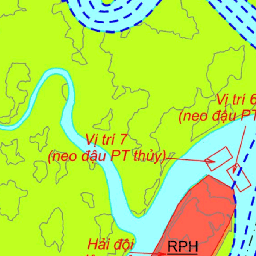 Vị trí 6
(neo đậu PT
Vị trí 7
(neo đậu PT thủy)
Hải đội
RPH